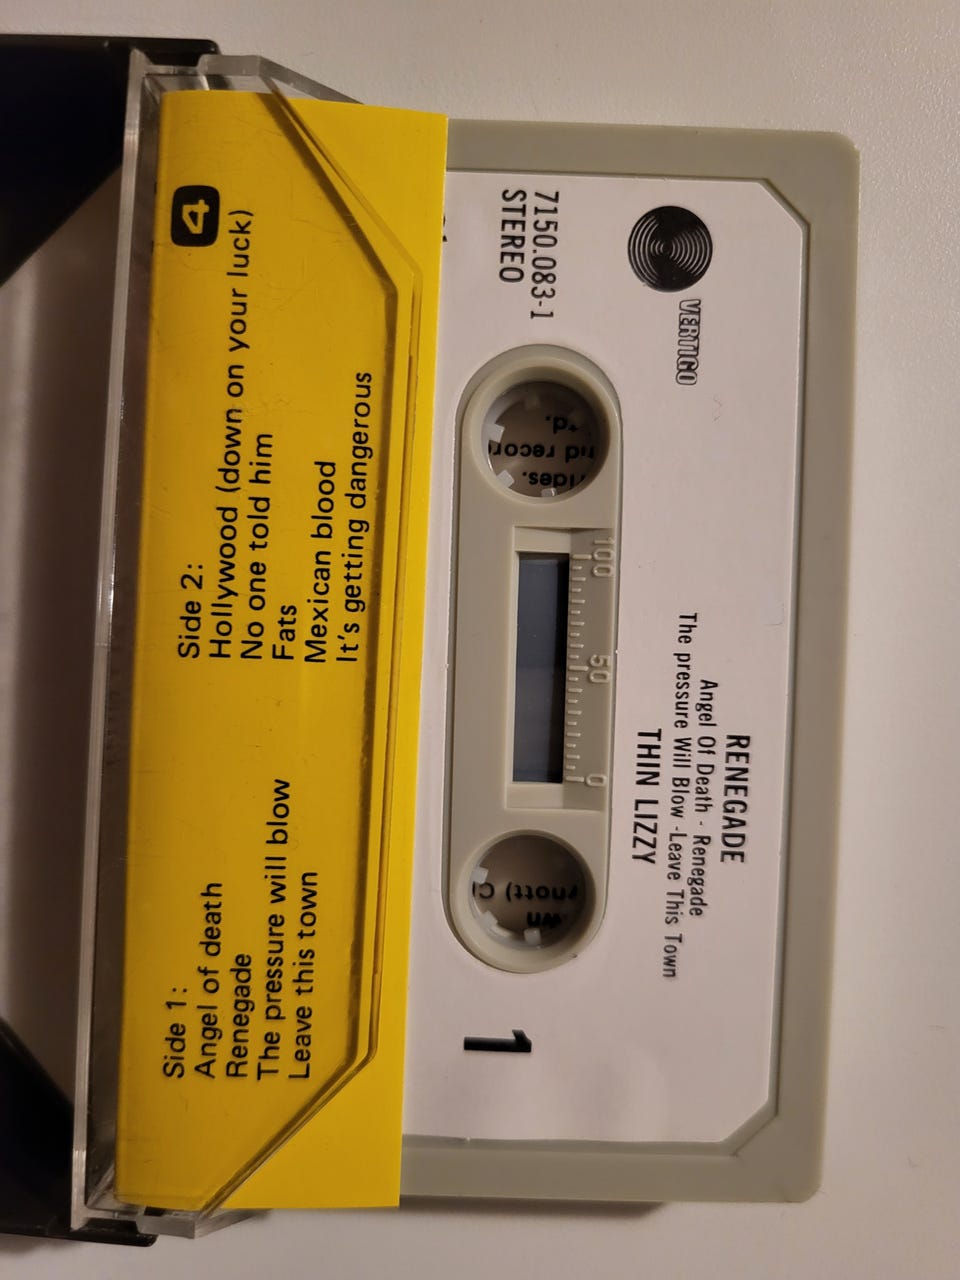 Side 1:
Angel of death
Renegade
The pressure will blow
Leave this town
Side 2:
Hollywood (down on your luck)
No one told him
Fats
Mexican blood
It's getting dangerous
4
VERTIGO
7150.083-1
STEREO
RENEGADE
Angel Of Death - Renegade
The pressure Will Blow -Leave This Town
THIN LIZZY
1
100
50
0